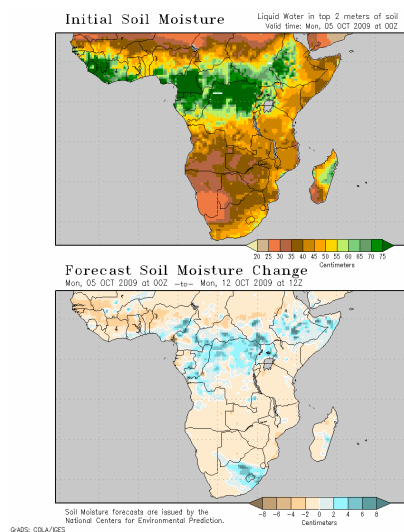 Initial Soil Moisture
Liquid Water in top 2 meters of soil
Valid time: Mon, 05 OCT 2009 at 00Z
20 25 30 35 40 45 50 55 60 65 70 75
Centimeters
Forecast Soil Moisture Change
Mon, 05 OCT 2009 at 00Z —to— Mon, 12 OCT 2009 at 12Z
Soil Moisture forecasts are issued by the
National Centers for Environmental Prediction.
-8 -6 -4 -2 0 2 4 6 8
Centimeters
GrADS: COLA/IGES